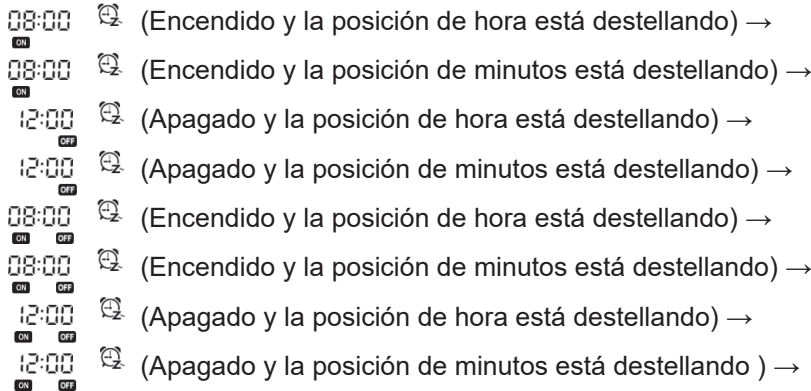 08:00 (Encendido y la posición de hora está destellando) →
ON
08:00 (Encendido y la posición de minutos está destellando) →
ON
12:00 (Apagado y la posición de hora está destellando) →
OFF
12:00 (Apagado y la posición de minutos está destellando) →
OFF
08:00 (Encendido y la posición de hora está destellando) →
ON OFF
08:00 (Encendido y la posición de minutos está destellando) →
ON OFF
12:00 (Apagado y la posición de hora está destellando) →
ON OFF
12:00 (Apagado y la posición de minutos está destellando ) →
ON OFF